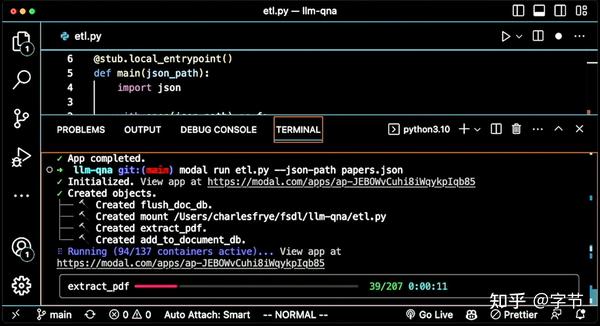 etl.py — llm-qna
etl.py
6 @stub.local_entrypoint()
5 def main(json_path):
4 import json
3
PROBLEMS OUTPUT DEBUG CONSOLE TERMINAL python3.10
✓ App completed.
➜ llm-qna git:(main) modal run etl.py --json-path papers.json
✓ Initialized. View app at https://modal.com/apps/ap-JEBOWvCuhi8iWqykpIqb85
✓ Created objects.
├── 🔨 Created flush_doc_db.
├── 🔨 Created mount /Users/charlesfrye/fsdl/llm-qna/etl.py
├── 🔨 Created extract_pdf.
└── 🔨 Created add_to_document_db.
Running (94/137 containers active)... View app at
https://modal.com/apps/ap-JEBOWvCuhi8iWqykpIqb85
extract_pdf 39/207 0:00:11
知乎 @字节
main 0 0 Auto Attach: Smart -- NORMAL -- Go Live Prettier